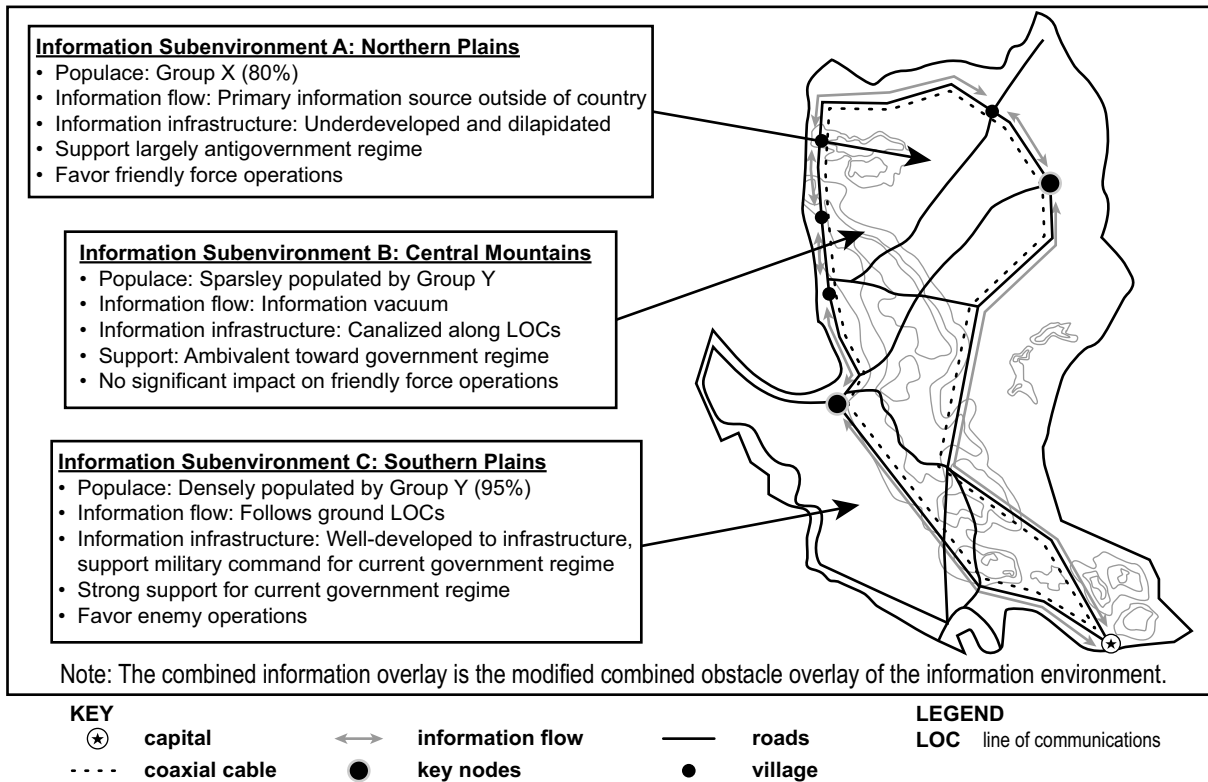 Information Subenvironment A: Northern Plains
• Populace: Group X (80%)
• Information flow: Primary information source outside of country
• Information infrastructure: Underdeveloped and dilapidated
• Support largely antigovernment regime
• Favor friendly force operations
Information Subenvironment B: Central Mountains
• Populace: Sparsley populated by Group Y
• Information flow: Information vacuum
• Information infrastructure: Canalized along LOCs
• Support: Ambivalent toward government regime
• No significant impact on friendly force operations
Information Subenvironment C: Southern Plains
• Populace: Densely populated by Group Y (95%)
• Information flow: Follows ground LOCs
• Information infrastructure: Well-developed to infrastructure,
support military command for current government regime
• Strong support for current government regime
• Favor enemy operations
Note: The combined information overlay is the modified combined obstacle overlay of the information environment.
KEY
capital
information flow
roads
coaxial cable
key nodes
village
LEGEND
LOC line of communications